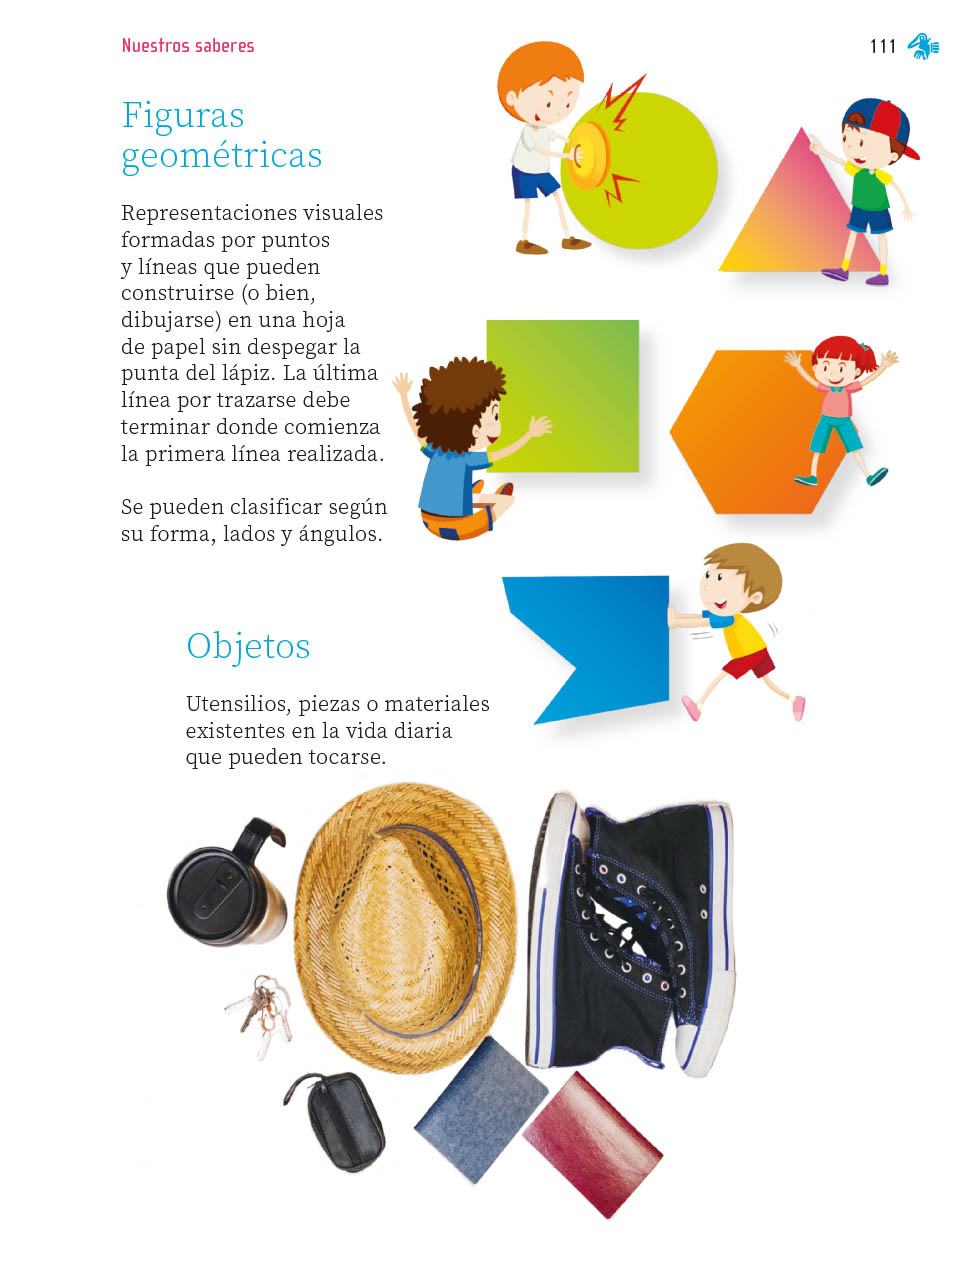 Nuestros saberes
111
Figuras
geométricas
Representaciones visuales
formadas por puntos
y líneas que pueden
construirse (o bien,
dibujarse) en una hoja
de papel sin despegar la
punta del lápiz. La última
línea por trazarse debe
terminar donde comienza
la primera línea realizada.
Se pueden clasificar según
su forma, lados y ángulos.
Objetos
Utensilios, piezas o materiales
existentes en la vida diaria
que pueden tocarse.